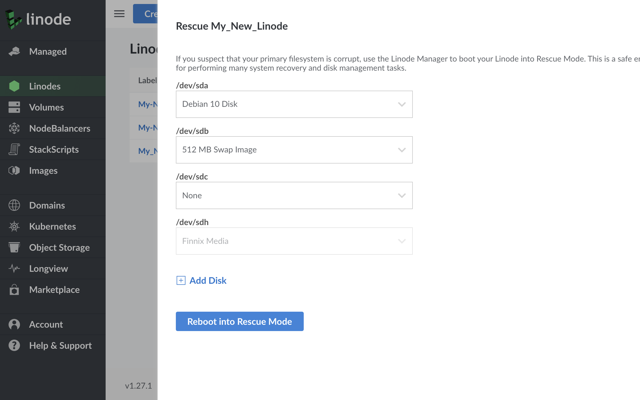 linode
Managed
Linodes
Volumes
NodeBalancers
StackScripts
Images
Domains
Kubernetes
Object Storage
Longview
Marketplace
Account
Help & Support
Cre
Lino
Label
My-N
My-N
My_N
v1.27.1
Rescue My_New_Linode
If you suspect that your primary filesystem is corrupt, use the Linode Manager to boot your Linode into Rescue Mode. This is a safe en
for performing many system recovery and disk management tasks.
/dev/sda
Debian 10 Disk
/dev/sdb
512 MB Swap Image
/dev/sdc
None
/dev/sdh
Finnix Media
Add Disk
Reboot into Rescue Mode